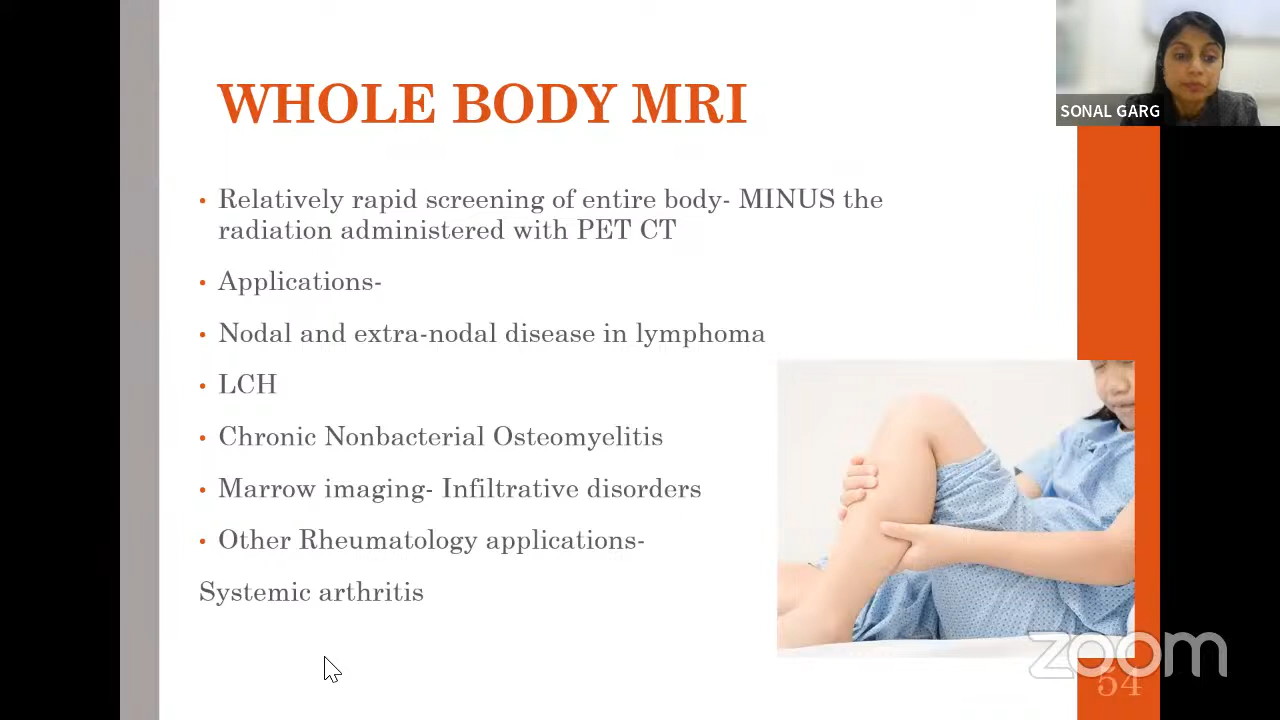 WHOLE BODY MRI
SONAL GARG
• Relatively rapid screening of entire body- MINUS the
radiation administered with PET CT
• Applications-
• Nodal and extra-nodal disease in lymphoma
• LCH
• Chronic Nonbacterial Osteomyelitis
• Marrow imaging- Infiltrative disorders
• Other Rheumatology applications-
Systemic arthritis
zoom
54